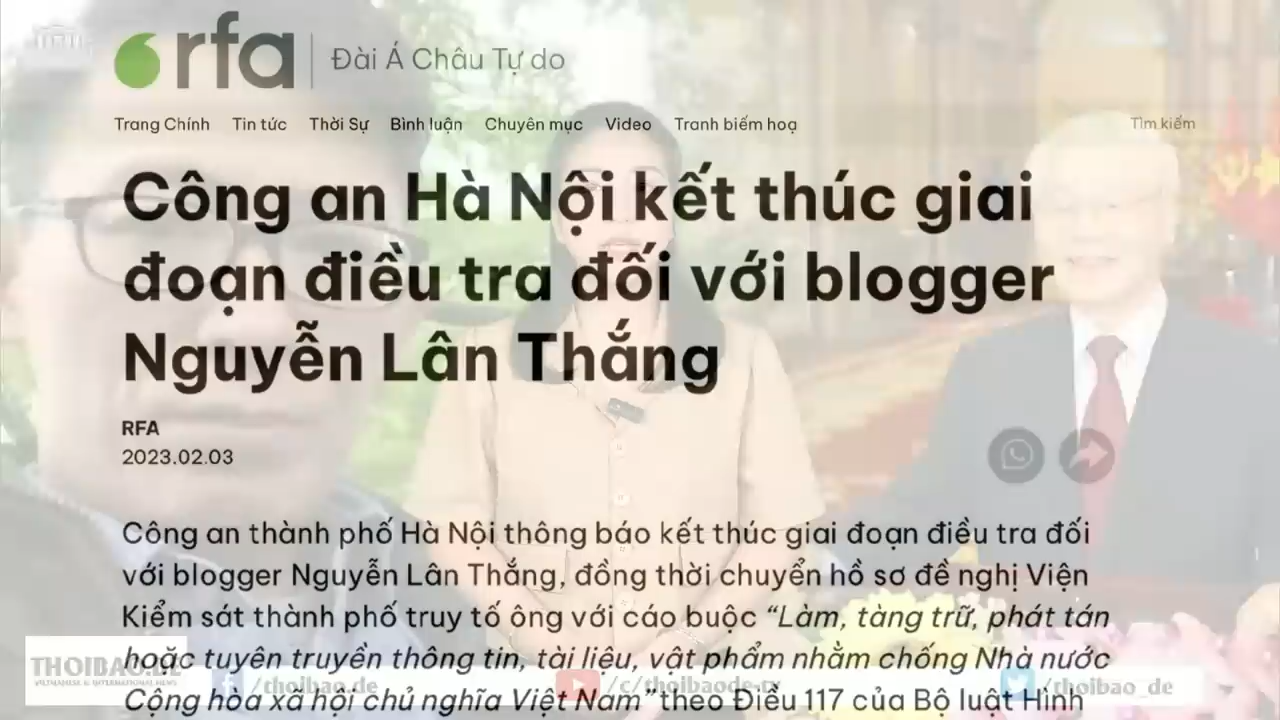 rfa Đài Á Châu Tự do
Trang Chính Tin tức Thời Sự Bình luận Chuyên mục Video Tranh biếm hoạ Tìm kiếm
Công an Hà Nội kết thúc giai
đoạn điều tra đối với blogger
Nguyễn Lân Thắng
RFA
2023.02.03
Công an thành phố Hà Nội thông báo kết thúc giai đoạn điều tra đối
với blogger Nguyễn Lân Thắng, đồng thời chuyển hồ sơ đề nghị Viện
Kiểm sát thành phố truy tố ông với cáo buộc “Làm, tàng trữ, phát tán
hoặc tuyên truyền thông tin, tài liệu, vật phẩm nhằm chống Nhà nước
Cộng hòa xã hội chủ nghĩa Việt Nam” theo Điều 117 của Bộ luật Hình
THOIBAO.DE
VIETNAMESE & INTERNATIONAL NEWS
/thoibao.de
/c/thoibaode-tv
/thoibao_de